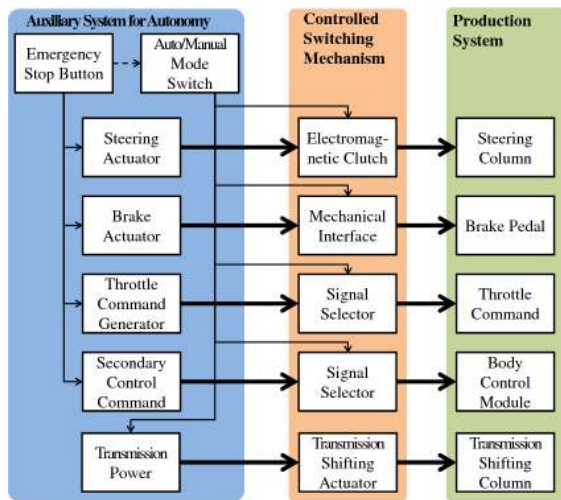 Auxiliary System for Autonomy
Controlled
Switching
Mechanism
Production
System
Emergency
Stop Button
Auto/Manual
Mode
Switch
Steering
Actuator
Electromag-
netic Clutch
Steering
Column
Brake
Actuator
Mechanical
Interface
Brake Pedal
Throttle
Command
Generator
Signal
Selector
Throttle
Command
Secondary
Control
Command
Signal
Selector
Body
Control
Module
Transmission
Power
Transmission
Shifting
Actuator
Transmission
Shifting
Column